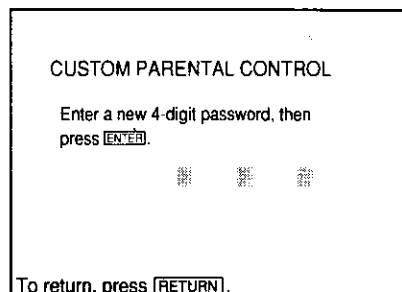 CUSTOM PARENTAL CONTROL
Enter a new 4-digit password, then
press ENTER.
To return, press RETURN.